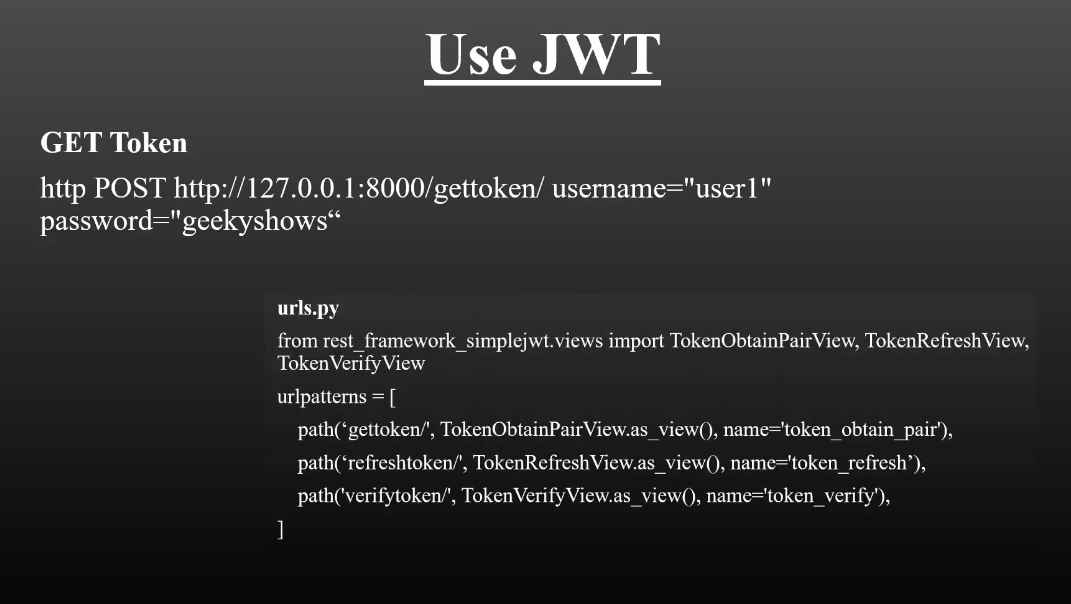 Use JWT
GET Token
http POST http://127.0.0.1:8000/gettoken/ username="user1"
password="geekyshows“
urls.py
from rest_framework_simplejwt.views import TokenObtainPairView, TokenRefreshView,
TokenVerifyView
urlpatterns = [
path(‘gettoken/', TokenObtainPairView.as_view(), name='token_obtain_pair'),
path(‘refreshtoken/', TokenRefreshView.as_view(), name='token_refresh’),
path('verifytoken/', TokenVerifyView.as_view(), name='token_verify'),
]